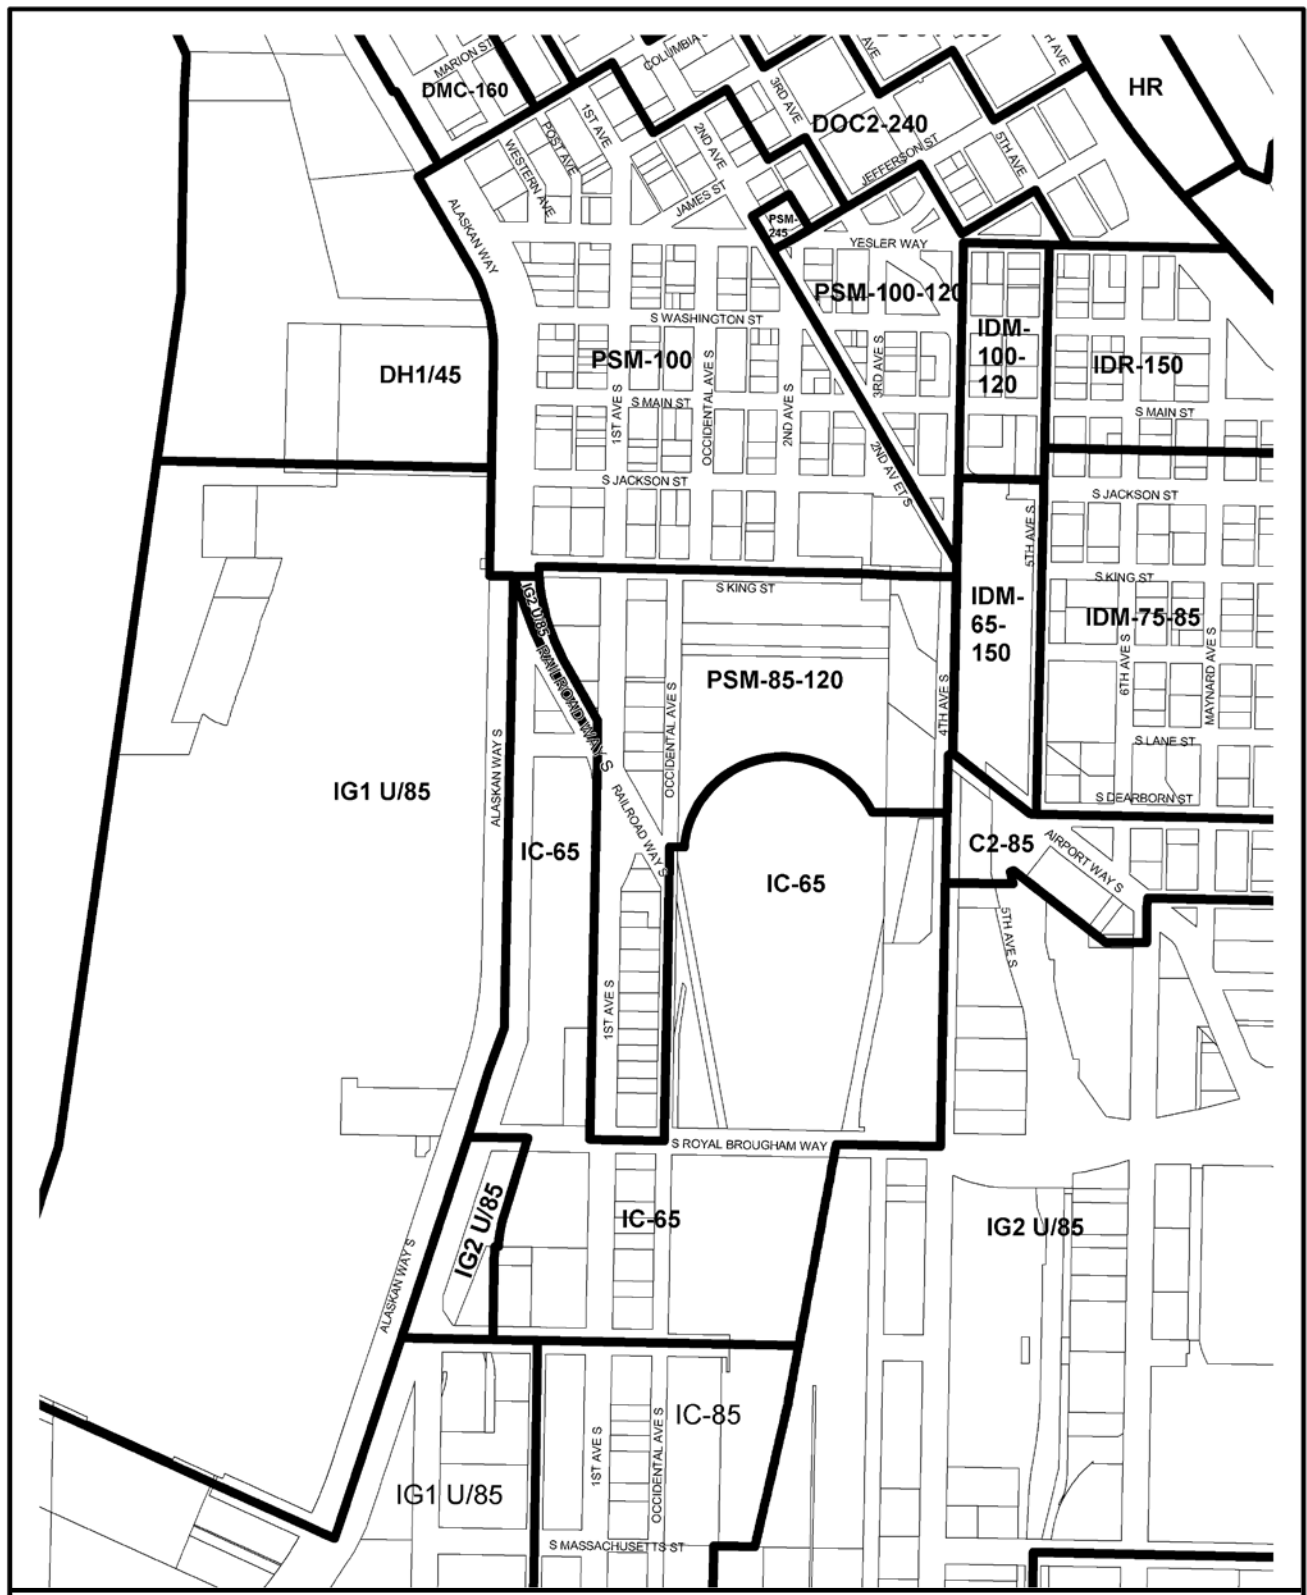 MARION ST
COLUMBIA
AVE
AVE
DMC-160
1ST AVE
POST AVE
WESTERN AVE
2ND AVE
3RD AVE
DOC2-240
HR
JEFFERSON ST
5TH AVE
JAMES ST
ALASKAN WAY
PSM-
245
YESLER WAY
PSM-100-120
S WASHINGTON ST
IDM-
100-
120
IDR-150
DH1/45
PSM-100
OCCIDENTAL AVE S
3RD AVE S
S MAIN ST
S MAIN ST
1ST AVE S
2ND AVE S
2ND AV ET S
S JACKSON ST
S JACKSON ST
5TH AVE S
S KING ST
S KING ST
IG2 U/85
RAILROAD WAY S
IDM-
65-
150
IDM-75-85
6TH AVE S
MAYNARD AVE S
PSM-85-120
4TH AVE S
OCCIDENTAL AVE S
S LANE ST
ALASKAN WAY S
IG1 U/85
RAILROAD WAY S
S DEARBORN ST
IC-65
C2-85
AIRPORT WAY S
IC-65
5TH AVE S
1ST AVE S
S ROYAL BROUGHAM WAY
IG2 U/85
IC-65
IG2 U/85
ALASKAN WAY S
IC-85
1ST AVE S
OCCIDENTAL AVE S
IG1 U/85
S MASSACHUSETTS ST